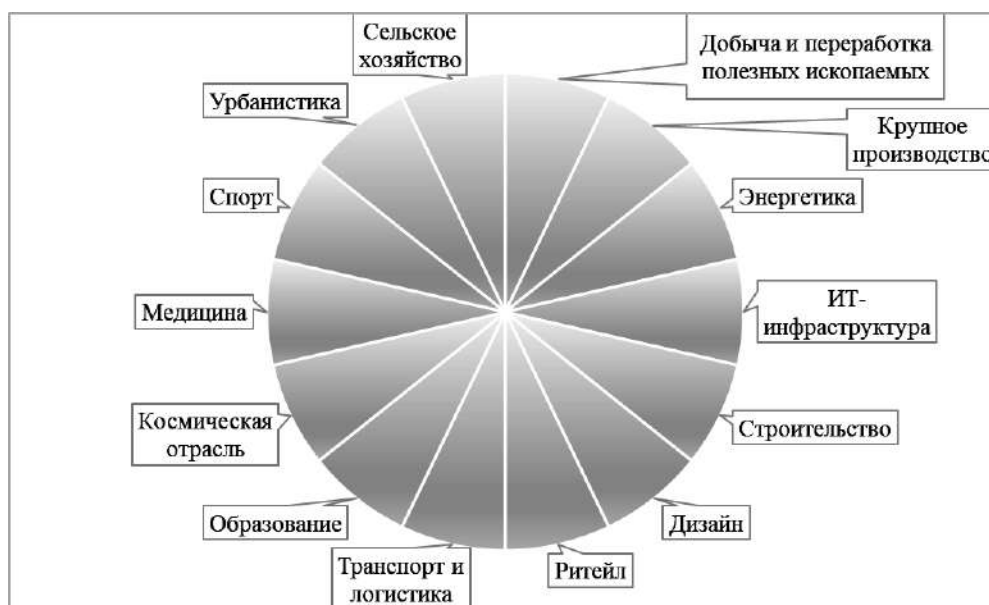 Сельское
хозяйство
Добыча и переработка
полезных ископаемых
Урбанистика
Крупное
производство
Спорт
Энергетика
Медицина
ИТ-
инфраструктура
Космическая
отрасль
Строительство
Образование
Дизайн
Транспорт и
логистика
Ритейл